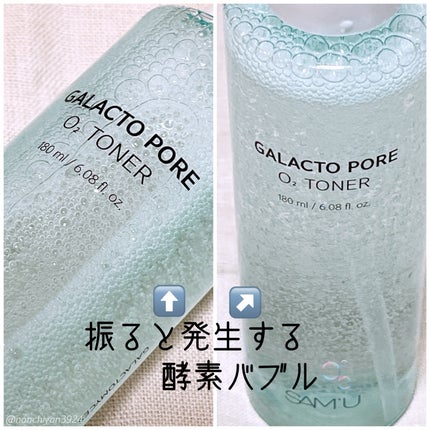 GALACTO PORE
O₂ TONER
180 ml / 6.08 fl. oz.
GALACTO PORE
O₂ TONER
180 ml / 6.08 fl. oz.
振ると発生する
酵素バブル
SAM'U
@nanchiyan3924